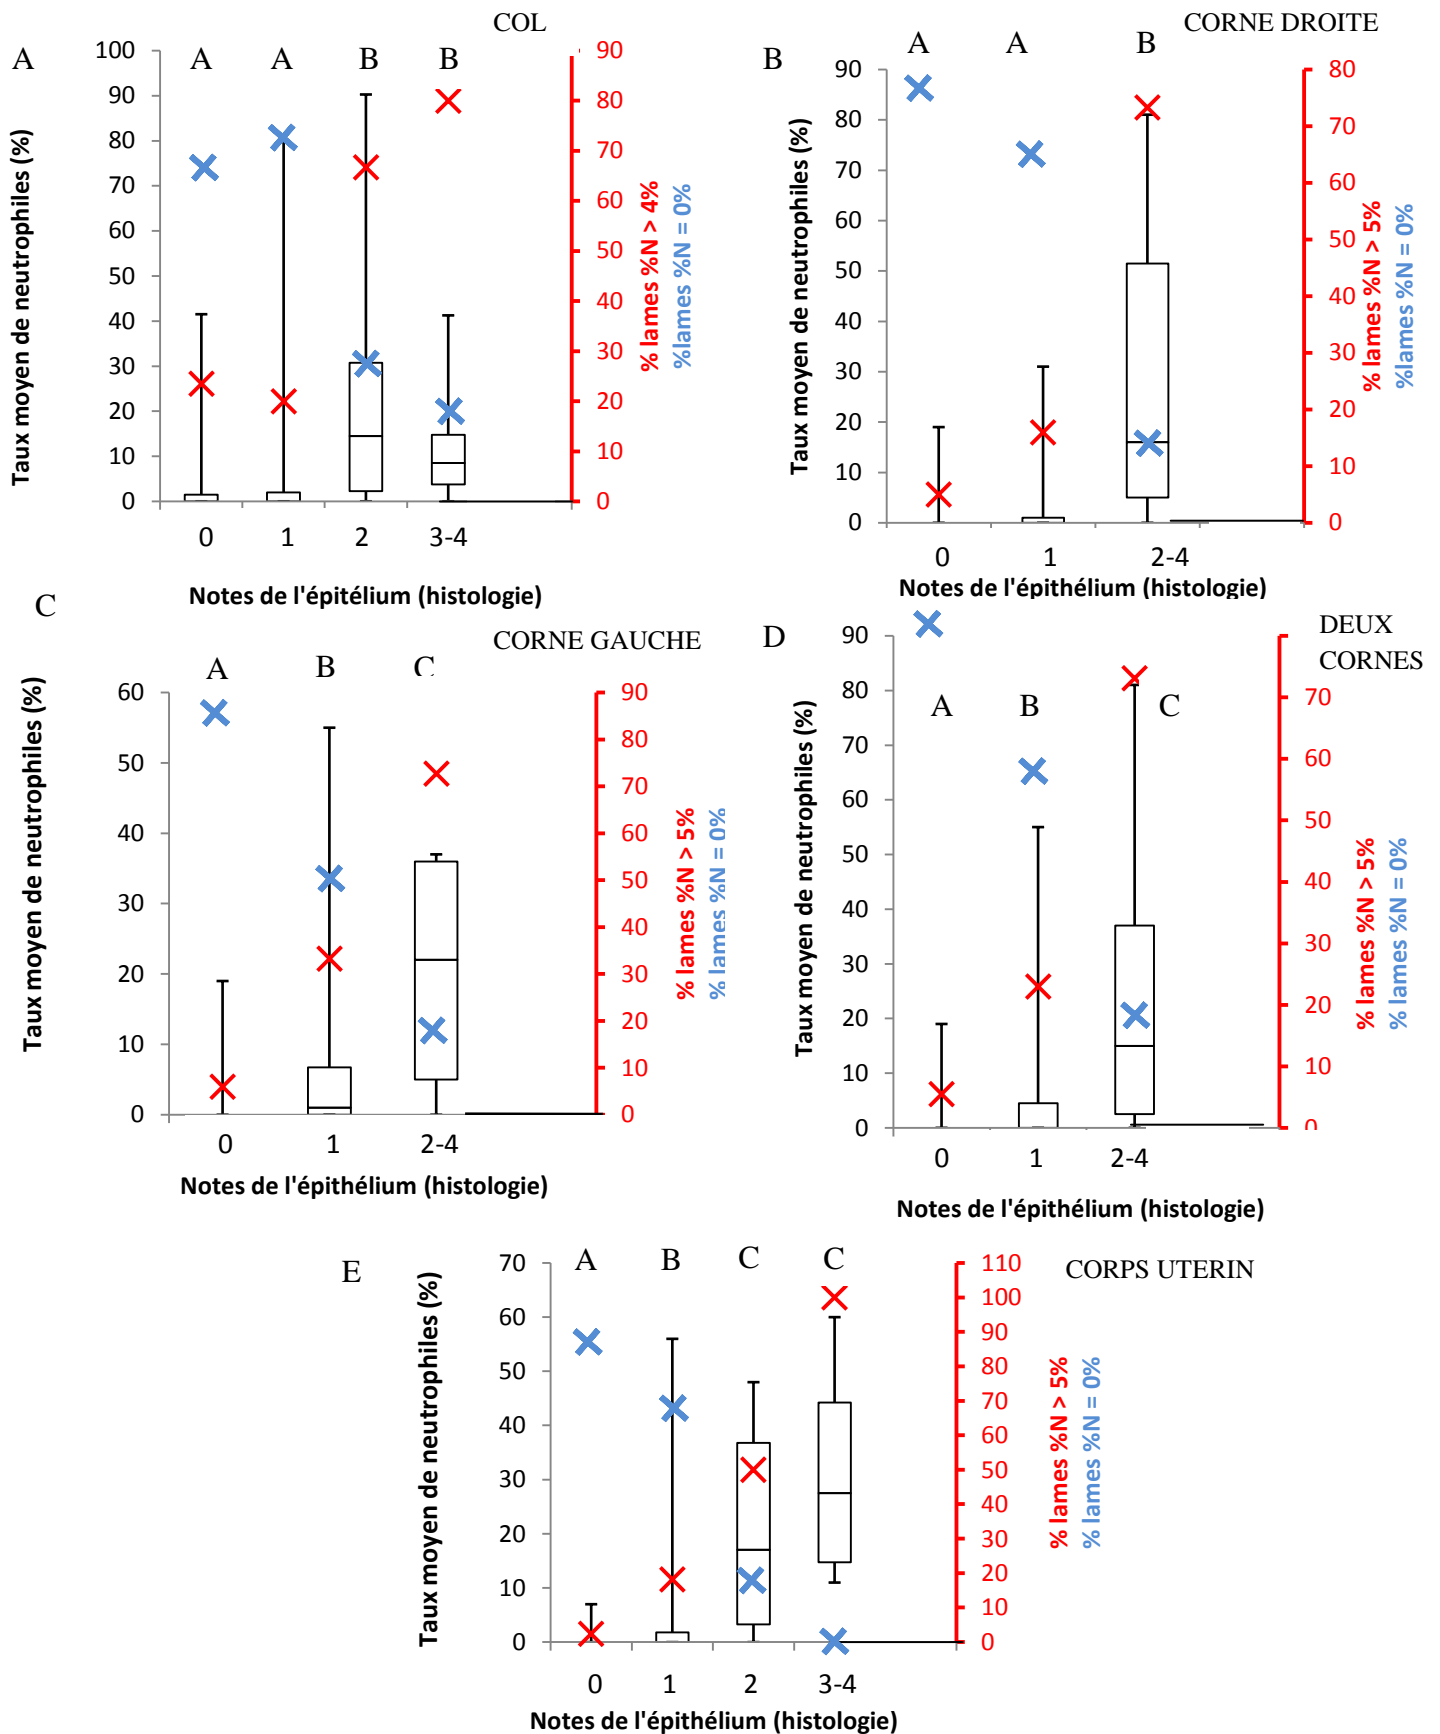 A
COL
A A B B
Taux moyen de neutrophiles (%)
100
90
80
70
60
50
40
30
20
10
0
90
80
70
60
50
40
30
20
10
0
% lames %N > 4%
%lames %N = 0%
0 1 2 3-4
Notes de l'épitélium (histologie)
B
CORNE DROITE
A A B
Taux moyen de neutrophiles (%)
90
80
70
60
50
40
30
20
10
0
80
70
60
50
40
30
20
10
0
% lames %N > 5%
%lames %N = 0%
0 1 2-4
Notes de l'épithélium (histologie)
C
CORNE GAUCHE
A B C
Taux moyen de neutrophiles (%)
60
50
40
30
20
10
0
90
80
70
60
50
40
30
20
10
0
% lames %N > 5%
% lames %N = 0%
0 1 2-4
Notes de l'épithélium (histologie)
D
DEUX
CORNES
A B C
Taux moyen de neutrophiles (%)
90
80
70
60
50
40
30
20
10
0
70
60
50
40
30
20
10
0
% lames %N > 5%
% lames %N = 0%
0 1 2-4
Notes de l'épithélium (histologie)
E
CORPS UTERIN
A B C C
Taux moyen de neutrophiles (%)
70
60
50
40
30
20
10
0
110
100
90
80
70
60
50
40
30
20
10
0
% lames %N > 5%
% lames %N = 0%
0 1 2 3-4
Notes de l'épithélium (histologie)